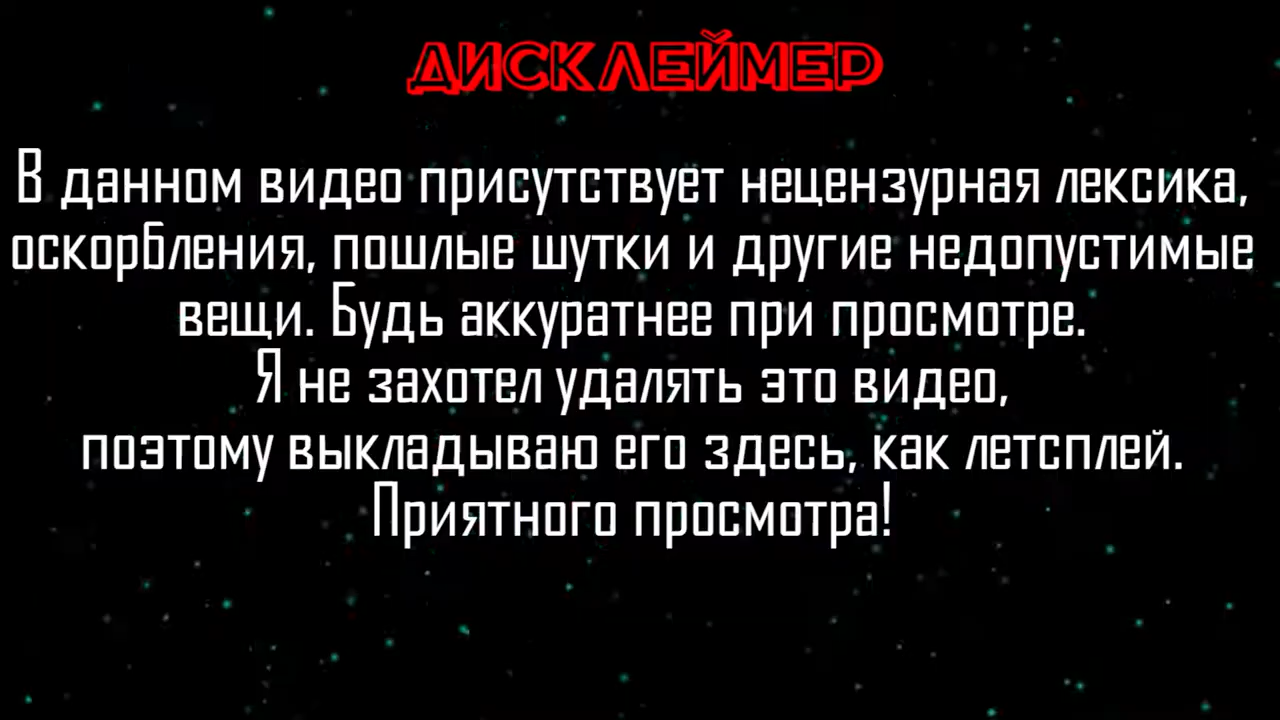 ДИСКЛЕЙМЕР
В данном видео присутствует нецензурная лексика,
оскорбления, пошлые шутки и другие недопустимые
вещи. Будь аккуратнее при просмотре.
Я не захотел удалять это видео,
поэтому выкладываю его здесь, как летсплей.
Приятного просмотра!